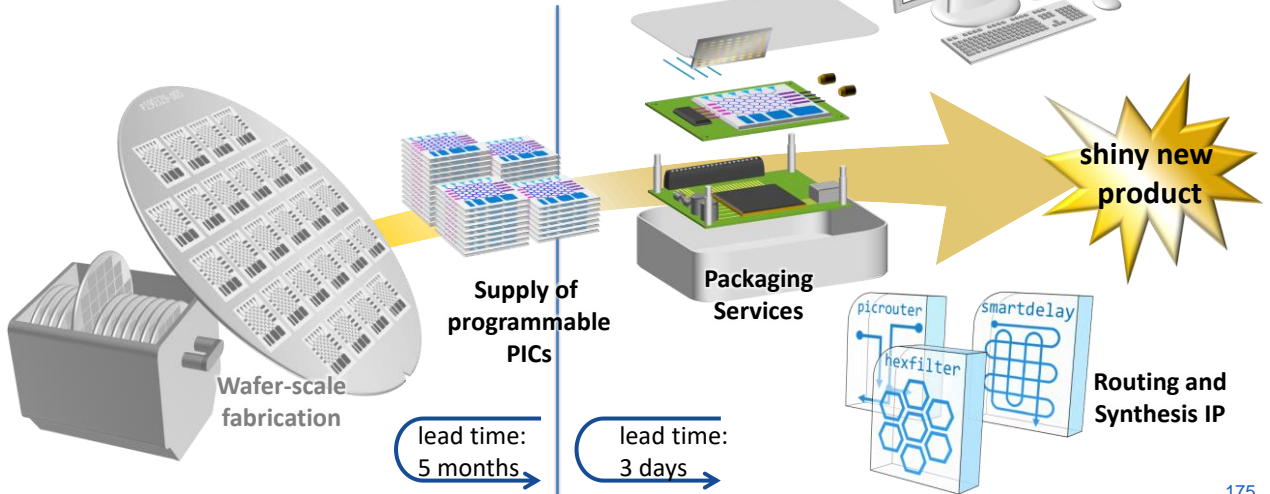 shiny new
product
Supply of
programmable
PICs
Packaging
Services
picrouter
smartdelay
hexfilter
Routing and
Synthesis IP
Wafer-scale
fabrication
lead time:
5 months
lead time:
3 days
175